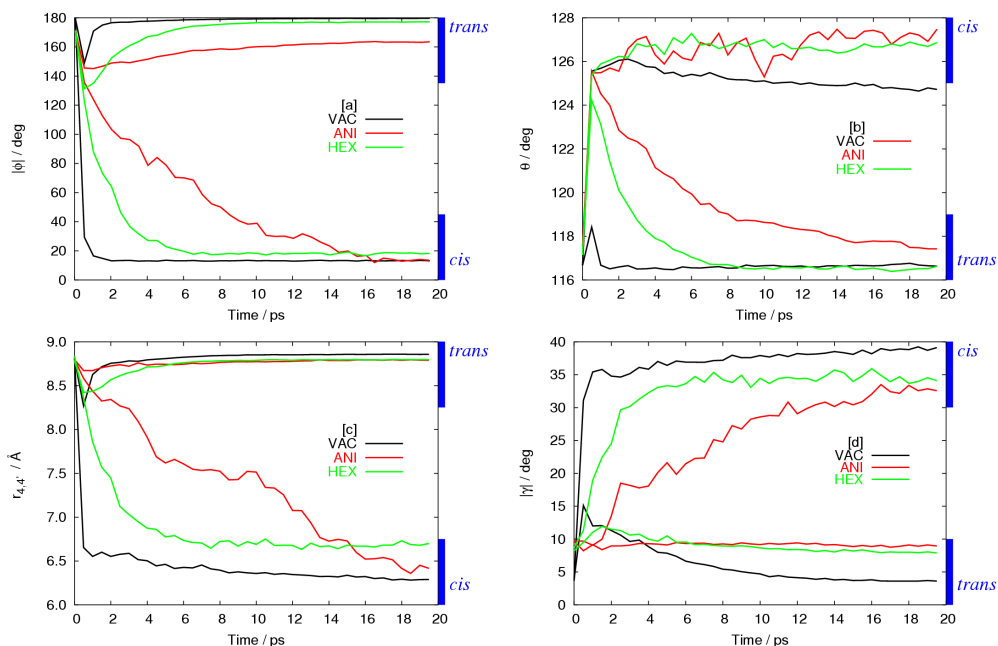 180
160
140
120
100
80
60
40
20
0
|ϕ| / deg
0 2 4 6 8 10 12 14 16 18 20
Time / ps
[a]
VAC
ANI
HEX
trans
cis
128
126
124
122
120
118
116
θ / deg
0 2 4 6 8 10 12 14 16 18 20
Time / ps
[b]
VAC
ANI
HEX
cis
trans
9.0
8.5
8.0
7.5
7.0
6.5
6.0
r4,4' / Å
0 2 4 6 8 10 12 14 16 18 20
Time / ps
[c]
VAC
ANI
HEX
trans
cis
40
35
30
25
20
15
10
5
0
|γ| / deg
0 2 4 6 8 10 12 14 16 18 20
Time / ps
[d]
VAC
ANI
HEX
cis
trans